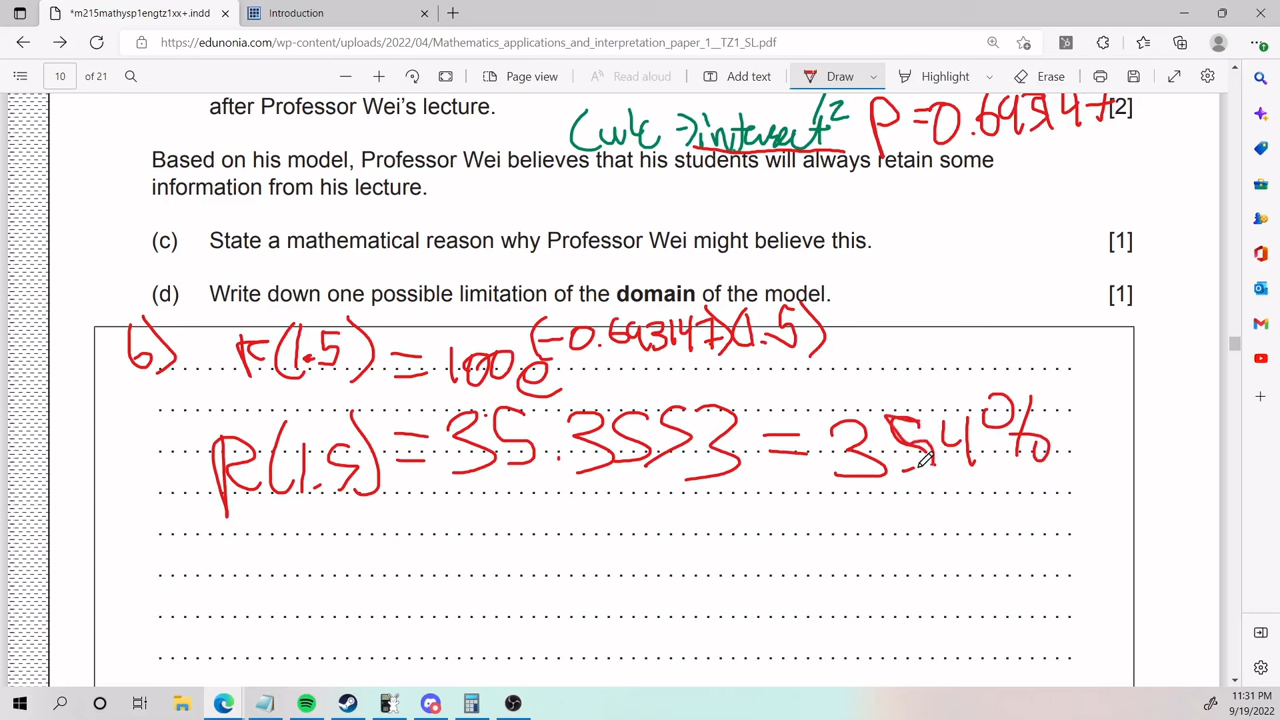 *m215mathysp1engtz1xx+.indd
Introduction
https://edunonia.com/wp-content/uploads/2022/04/Mathematics_applications_and_interpretation_paper_1__TZ1_SL.pdf
10 of 21
Page view
Read aloud
Add text
Draw
Highlight
Erase
after Professor Wei's lecture. [2]
calc → intersect p = 0.693147
Based on his model, Professor Wei believes that his students will always retain some
information from his lecture.
(c) State a mathematical reason why Professor Wei might believe this. [1]
(d) Write down one possible limitation of the domain of the model. [1]
b) R(1.5) = 100e^(-0.693147)(1.5)
R(1.5) = 35.3553 = 35.4%
11:31 PM
9/19/2022